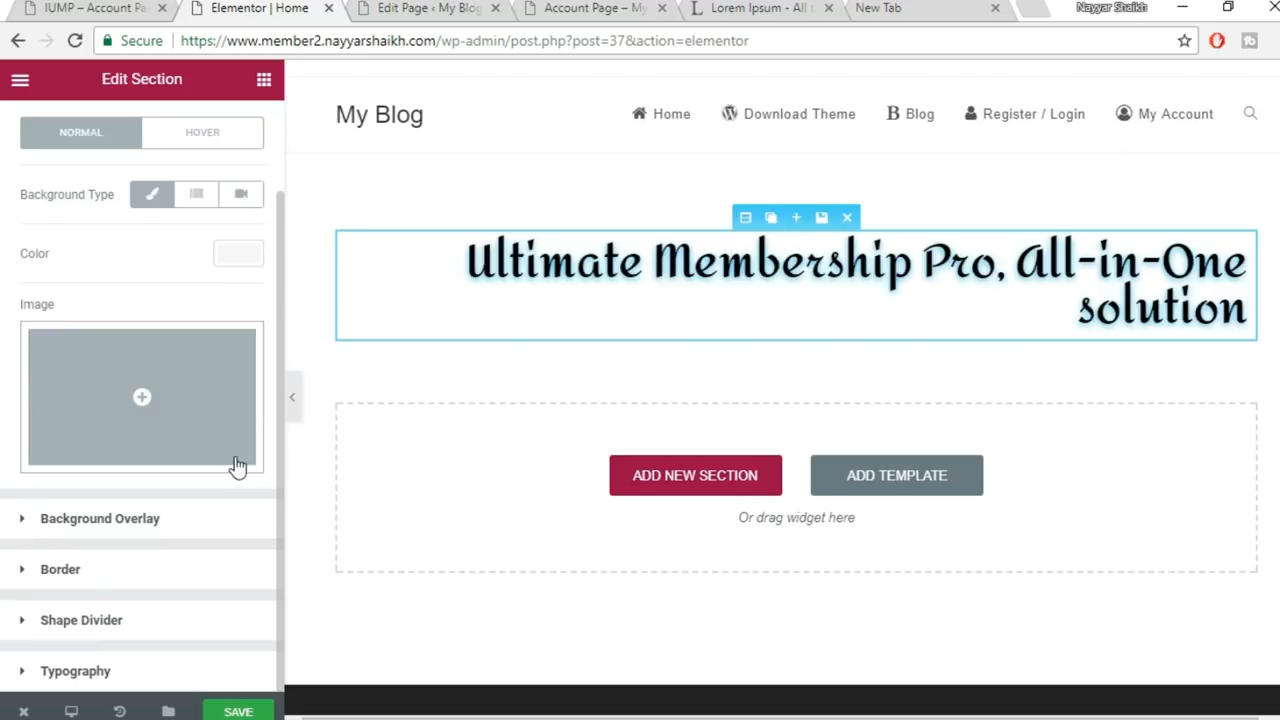 IUMP – Account Pa
Elementor | Home
Edit Page ‹ My Blo
Account Page – My
Lorem Ipsum - All t
New Tab
Nayyar Shaikh
Secure
https://www.member2.nayyarshaikh.com/wp-admin/post.php?post=37&action=elementor
Edit Section
NORMAL
HOVER
Background Type
Color
Image
Background Overlay
Border
Shape Divider
Typography
SAVE
My Blog
Home
Download Theme
Blog
Register / Login
My Account
Ultimate Membership Pro, All-in-One
solution
ADD NEW SECTION
ADD TEMPLATE
Or drag widget here